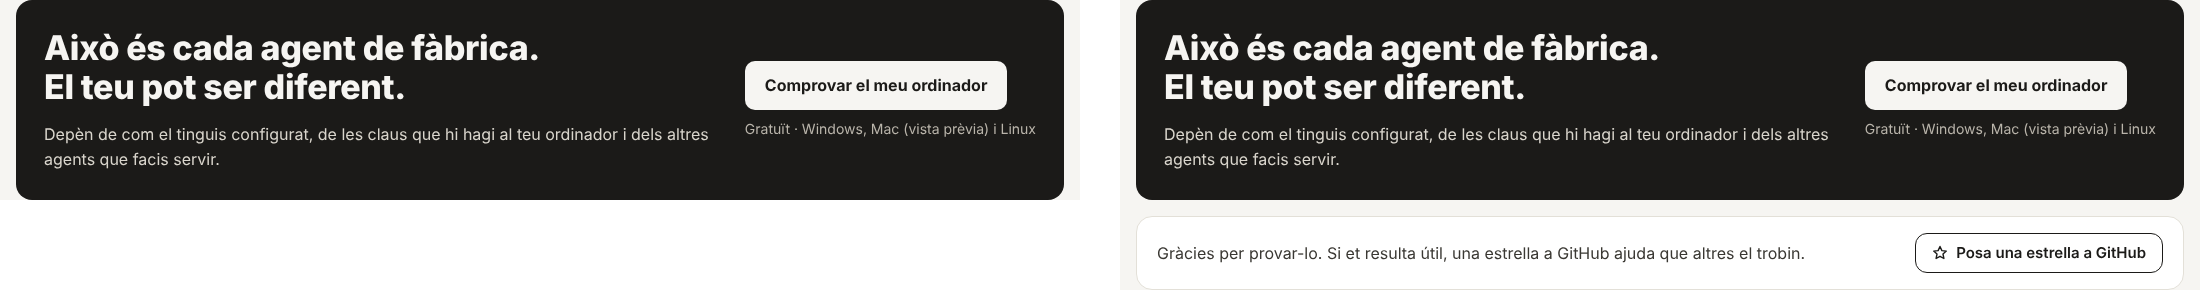 Això és cada agent de fàbrica.
El teu pot ser diferent.
Depèn de com el tinguis configurat, de les claus que hi hagi al teu ordinador i dels altres
agents que facis servir.
Comprovar el meu ordinador
Gratuït · Windows, Mac (vista prèvia) i Linux
Això és cada agent de fàbrica.
El teu pot ser diferent.
Depèn de com el tinguis configurat, de les claus que hi hagi al teu ordinador i dels altres
agents que facis servir.
Comprovar el meu ordinador
Gratuït · Windows, Mac (vista prèvia) i Linux
Gràcies per provar-lo. Si et resulta útil, una estrella a GitHub ajuda que altres el trobin.
Posa una estrella a GitHub